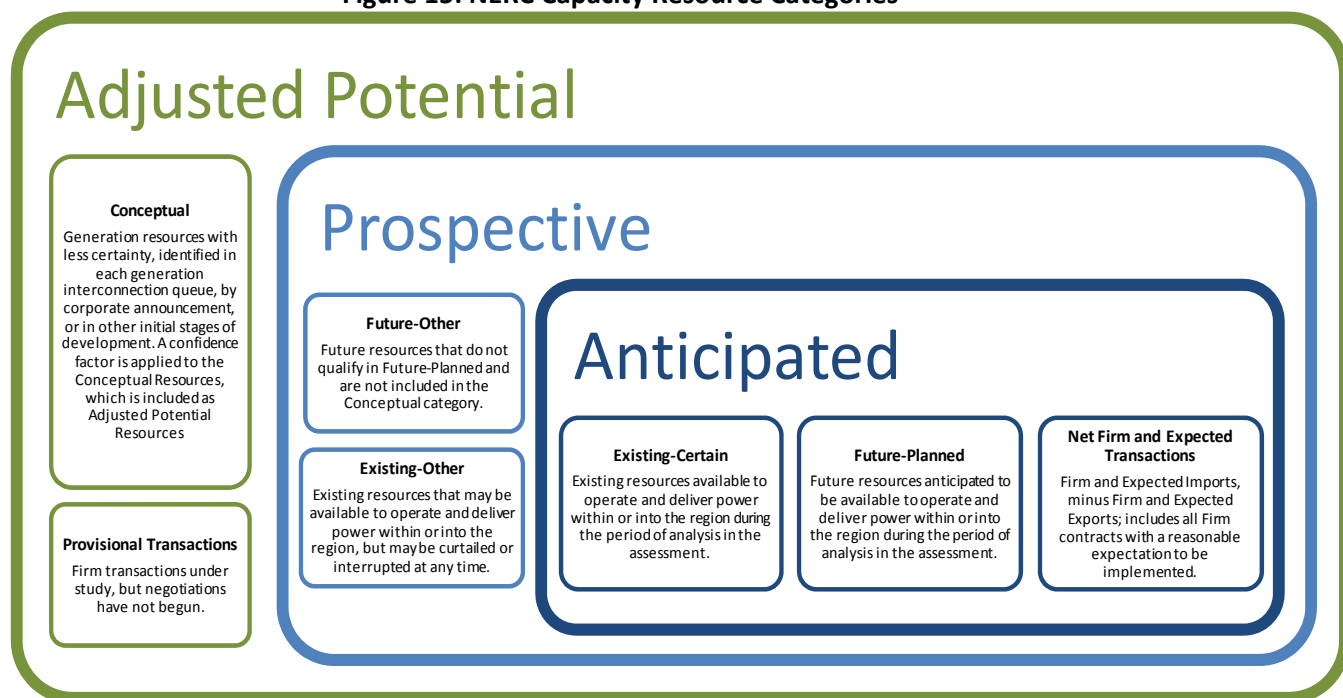 Figure 15: NERC Capacity Resource Categories
Adjusted Potential
Conceptual
Generation resources with
less certainty, identified in
each generation
interconnection queue, by
corporate announcement,
or in other initial stages of
development. A confidence
factor is applied to the
Conceptual Resources,
which is included as
Adjusted Potential
Resources
Provisional Transactions
Firm transactions under
study, but negotiations
have not begun.
Prospective
Future-Other
Future resources that do not
qualify in Future-Planned and
are not included in the
Conceptual category.
Existing-Other
Existing resources that may be
available to operate and deliver
power within or into the
region, but may be curtailed or
interrupted at any time.
Anticipated
Existing-Certain
Existing resources available to
operate and deliver power
within or into the region during
the period of analysis in the
assessment.
Future-Planned
Future resources anticipated to
be available to operate and
deliver power within or into
the region during the period of
analysis in the assessment.
Net Firm and Expected
Transactions
Firm and Expected Imports,
minus Firm and Expected
Exports; includes all Firm
contracts with a reasonable
expectation to be
implemented.